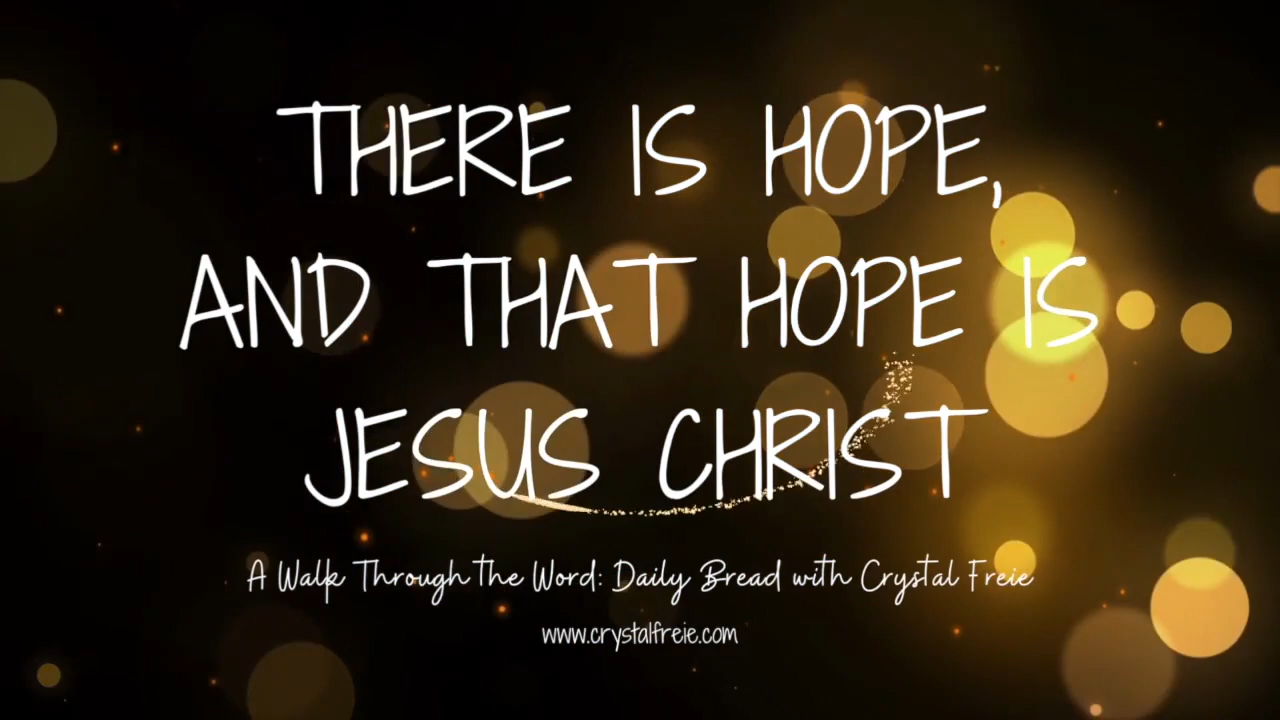 THERE IS HOPE,
AND THAT HOPE IS
JESUS CHRIST
A Walk Through the Word: Daily Bread with Crystal Freie
www.crystalfreie.com